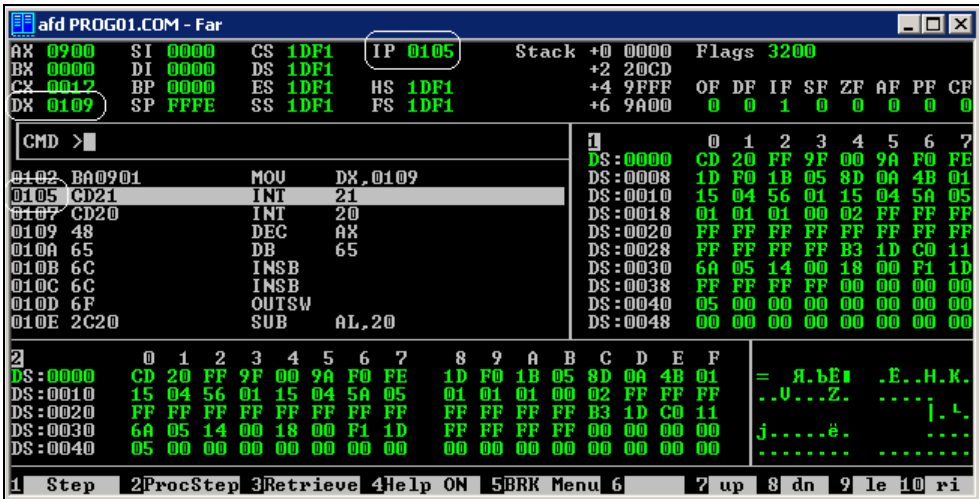 afd PROG01.COM - Far
AX 0900 SI 0000 CS 1DF1 IP 0105 Stack +0 0000 Flags 3200
BX 0000 DI 0000 DS 1DF1 +2 20CD
CX 0017 BP 0000 ES 1DF1 HS 1DF1 +4 9FFF OF DF IF SF ZF AF PF CF
DX 0109 SP FFFE SS 1DF1 FS 1DF1 +6 9A00 0 0 1 0 0 0 0 0
CMD >
0102 BA0901 MOV DX,0109
0105 CD21 INT 21
0107 CD20 INT 20
0109 48 DEC AX
010A 65 DB 65
010B 6C INSB
010C 6C INSB
010D 6F OUTSW
010E 2C20 SUB AL,20
1 0 1 2 3 4 5 6 7
DS:0000 CD 20 FF 9F 00 9A F0 FE
DS:0008 1D F0 1B 05 8D 0A 4B 01
DS:0010 15 04 56 01 15 04 5A 05
DS:0018 01 01 01 00 02 FF FF FF
DS:0020 FF FF FF FF FF FF FF FF
DS:0028 FF FF FF FF B3 1D C0 11
DS:0030 6A 05 14 00 18 00 F1 1D
DS:0038 FF FF FF FF 00 00 00 00
DS:0040 05 00 00 00 00 00 00 00
DS:0048 00 00 00 00 00 00 00 00
2 0 1 2 3 4 5 6 7 8 9 A B C D E F
DS:0000 CD 20 FF 9F 00 9A F0 FE 1D F0 1B 05 8D 0A 4B 01 = Я.ЪЁ■ .Ё..Н.К.
DS:0010 15 04 56 01 15 04 5A 05 01 01 01 00 02 FF FF FF ..V...Z. .....
DS:0020 FF FF FF FF FF FF FF FF FF FF FF FF B3 1D C0 11 │.└.
DS:0030 6A 05 14 00 18 00 F1 1D FF FF FF FF 00 00 00 00 j.....ё. ....
DS:0040 05 00 00 00 00 00 00 00 00 00 00 00 00 00 00 00 ........ ........
1 Step 2ProcStep 3Retrieve 4Help ON 5BRK Menu 6 7 up 8 dn 9 le 10 ri